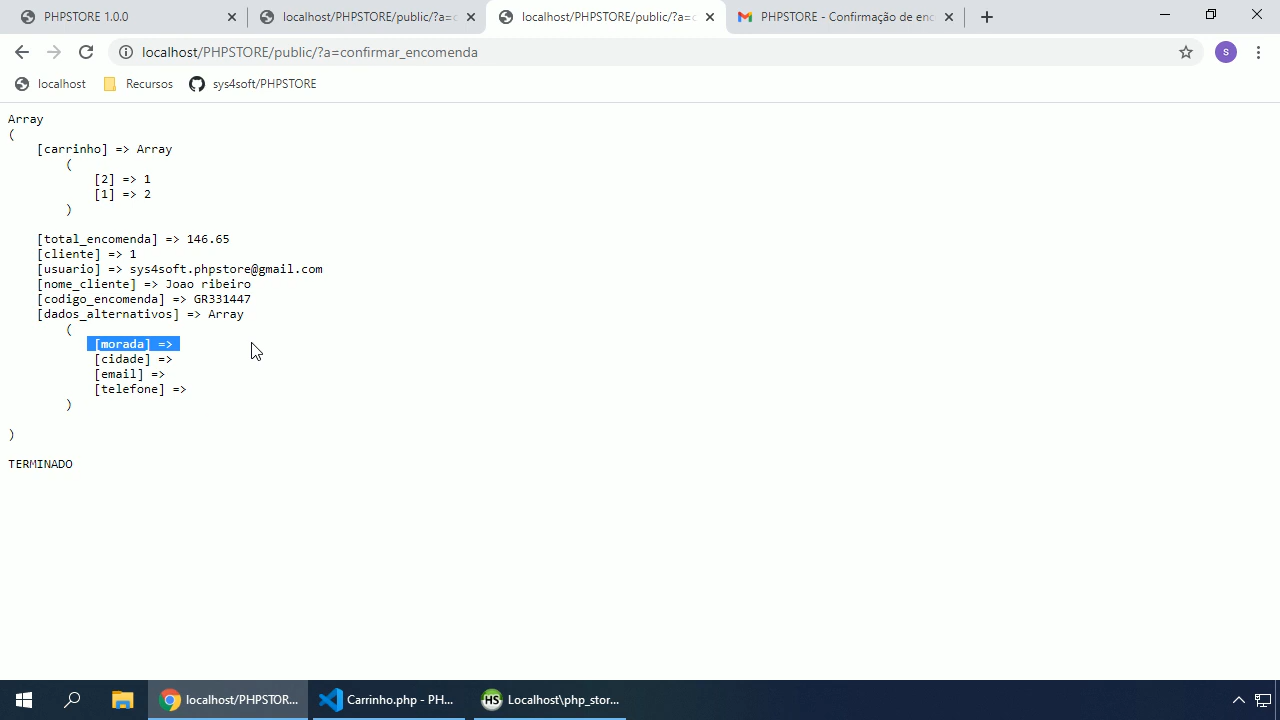 PHPSTORE 1.0.0
localhost/PHPSTORE/public/?a=c
localhost/PHPSTORE/public/?a=c
PHPSTORE - Confirmação de enc
localhost/PHPSTORE/public/?a=confirmar_encomenda
S
localhost
Recursos
sys4soft/PHPSTORE
Array
(
[carrinho] => Array
(
[2] => 1
[1] => 2
)
[total_encomenda] => 146.65
[cliente] => 1
[usuario] => sys4soft.phpstore@gmail.com
[nome_cliente] => Joao ribeiro
[codigo_encomenda] => GR331447
[dados_alternativos] => Array
(
[morada] =>
[cidade] =>
[email] =>
[telefone] =>
)
)
TERMINADO
localhost/PHPSTOR...
Carrinho.php - PH...
HS
Localhost\php_stor...